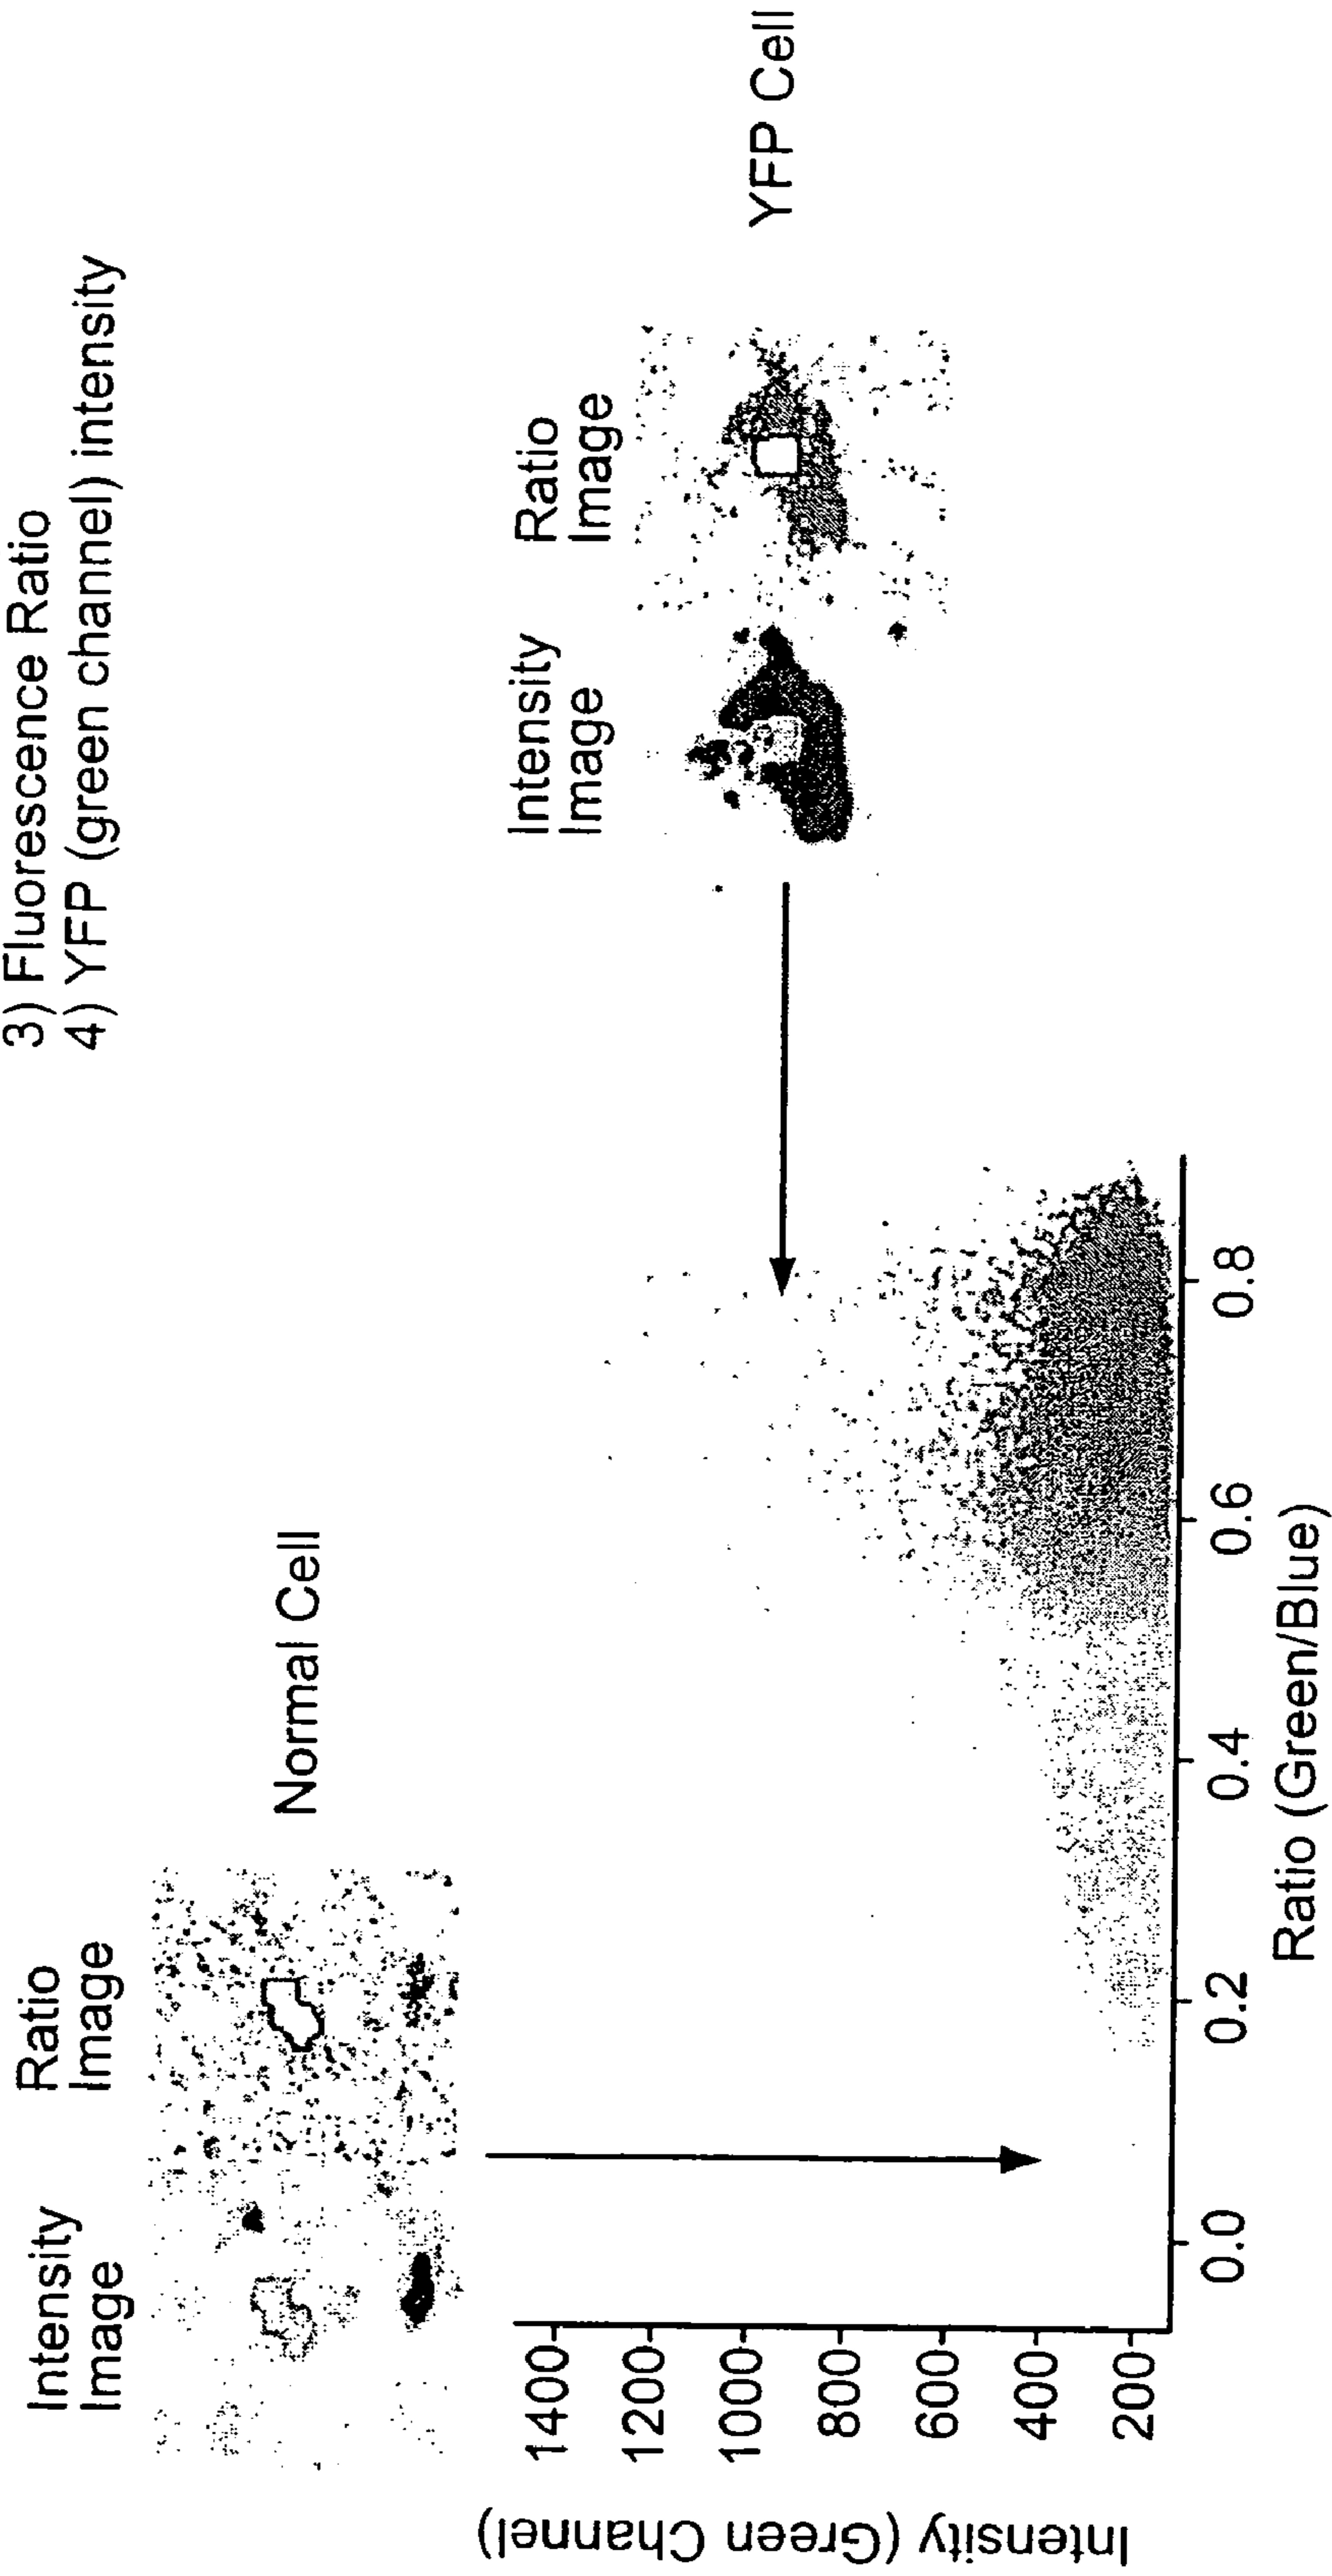 3) Fluorescence Ratio
4) YFP (green channel) intensity
Intensity
Image
Ratio
Image
Normal Cell
Intensity
Image
Ratio
Image
YFP Cell
Intensity (Green Channel)
1400
1200
1000
800
600
400
200
0.0
0.2
0.4
0.6
0.8
Ratio (Green/Blue)